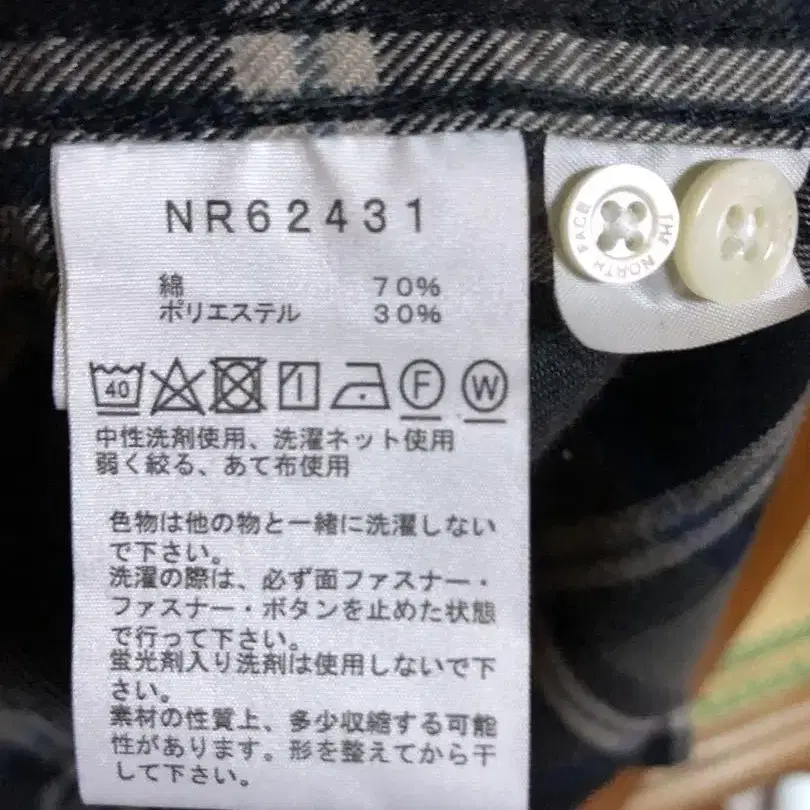 NR62431
綿 70%
ポリエステル 30%
40
F
W
中性洗剤使用、洗濯ネット使用
弱く絞る、あて布使用
色物は他の物と一緒に洗濯しない
で下さい。
洗濯の際は、必ず面ファスナー・
ファスナー・ボタンを止めた状態
で行って下さい。
蛍光剤入り洗剤は使用しないで下
さい。
素材の性質上、多少収縮する可能
性があります。形を整えてから干
して下さい。
THE NORTH FACE